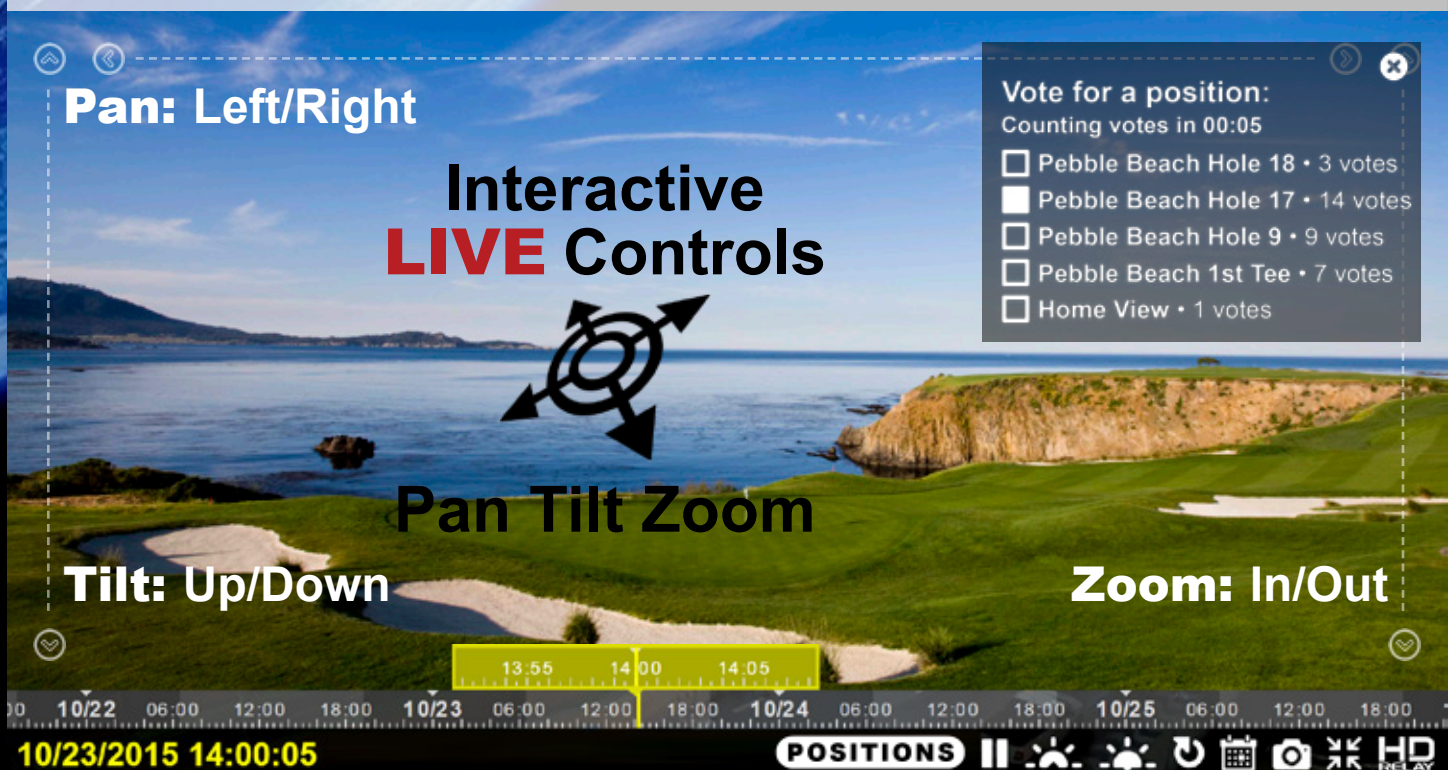 Pan: Left/Right
Interactive
LIVE Controls
Pan Tilt Zoom
Tilt: Up/Down
Zoom: In/Out
Vote for a position:
Counting votes in 00:05
Pebble Beach Hole 18 • 3 votes
Pebble Beach Hole 17 • 14 votes
Pebble Beach Hole 9 • 9 votes
Pebble Beach 1st Tee • 7 votes
Home View • 1 votes
13:55 14:00 14:05
10/22 06:00 12:00 18:00 10/23 06:00 12:00 18:00 10/24 06:00 12:00 18:00 10/25 06:00 12:00 18:00
10/23/2015 14:00:05 POSITIONS HD
RELAY